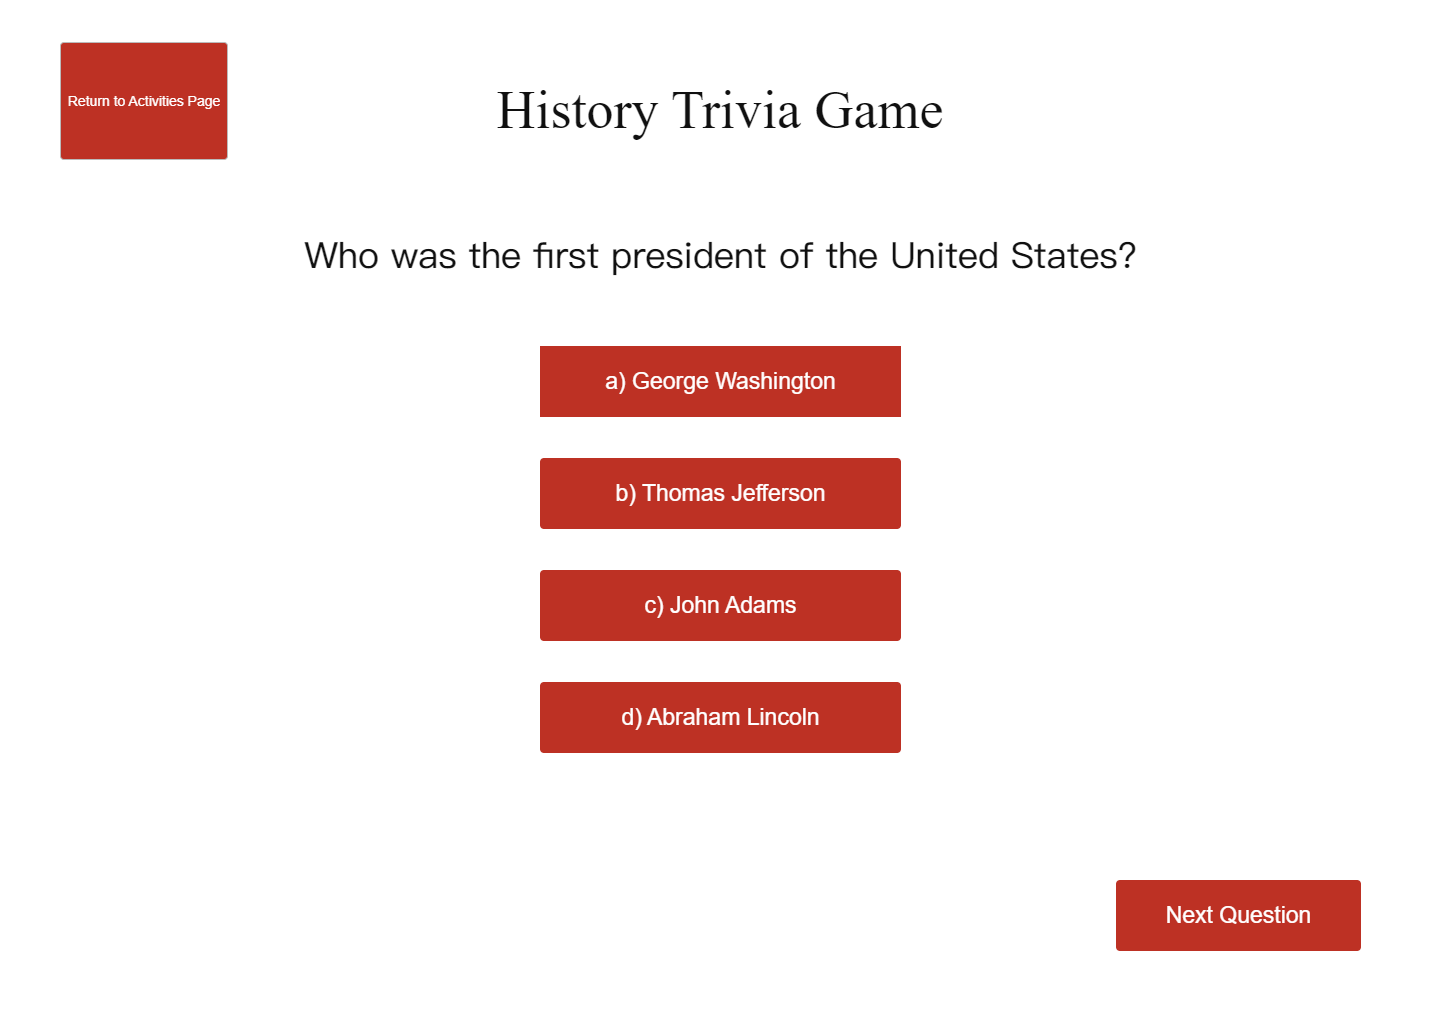 Return to Activities Page
History Trivia Game
Who was the first president of the United States?
a) George Washington
b) Thomas Jefferson
c) John Adams
d) Abraham Lincoln
Next Question